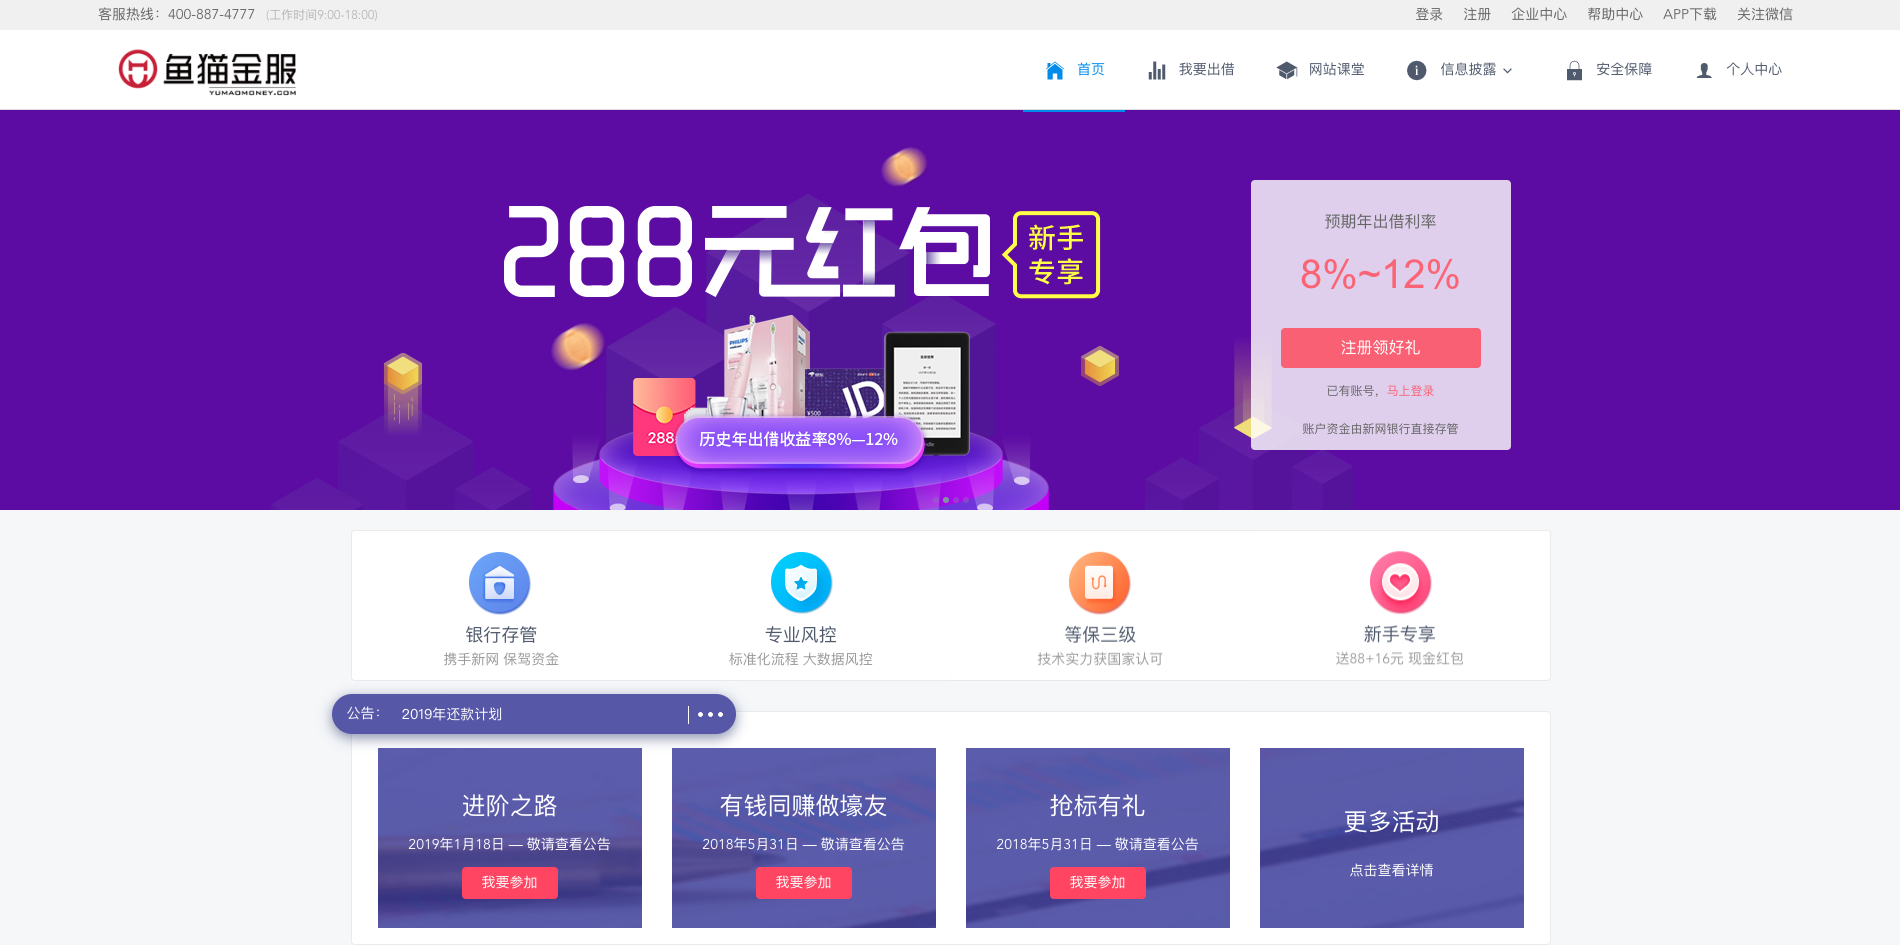 客服热线：400-887-4777 (工作时间9:00-18:00)
登录 注册 企业中心 帮助中心 APP下载 关注微信
鱼猫金服
YUMAOMONEY.COM
首页 我要出借 网站课堂 信息披露 安全保障 个人中心
288元红包
新手
专享
PHILIPS
¥500
JD
288
历史年出借收益率8%—12%
预期年出借利率
8%~12%
注册领好礼
已有账号，马上登录
账户资金由新网银行直接存管
银行存管
携手新网 保驾资金
专业风控
标准化流程 大数据风控
等保三级
技术实力获国家认可
新手专享
送88+16元 现金红包
公告： 2019年还款计划
进阶之路
2019年1月18日 — 敬请查看公告
我要参加
有钱同赚做壕友
2018年5月31日 — 敬请查看公告
我要参加
抢标有礼
2018年5月31日 — 敬请查看公告
我要参加
更多活动
点击查看详情